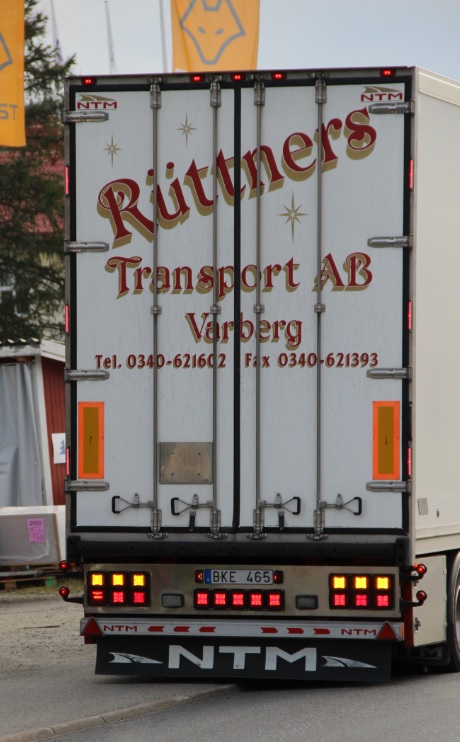 NTM NTM
Rüttners
Transport AB
Varberg
Tel. 0340-621602 Fax 0340-621393
BKE 465
NTM NTM
NTM